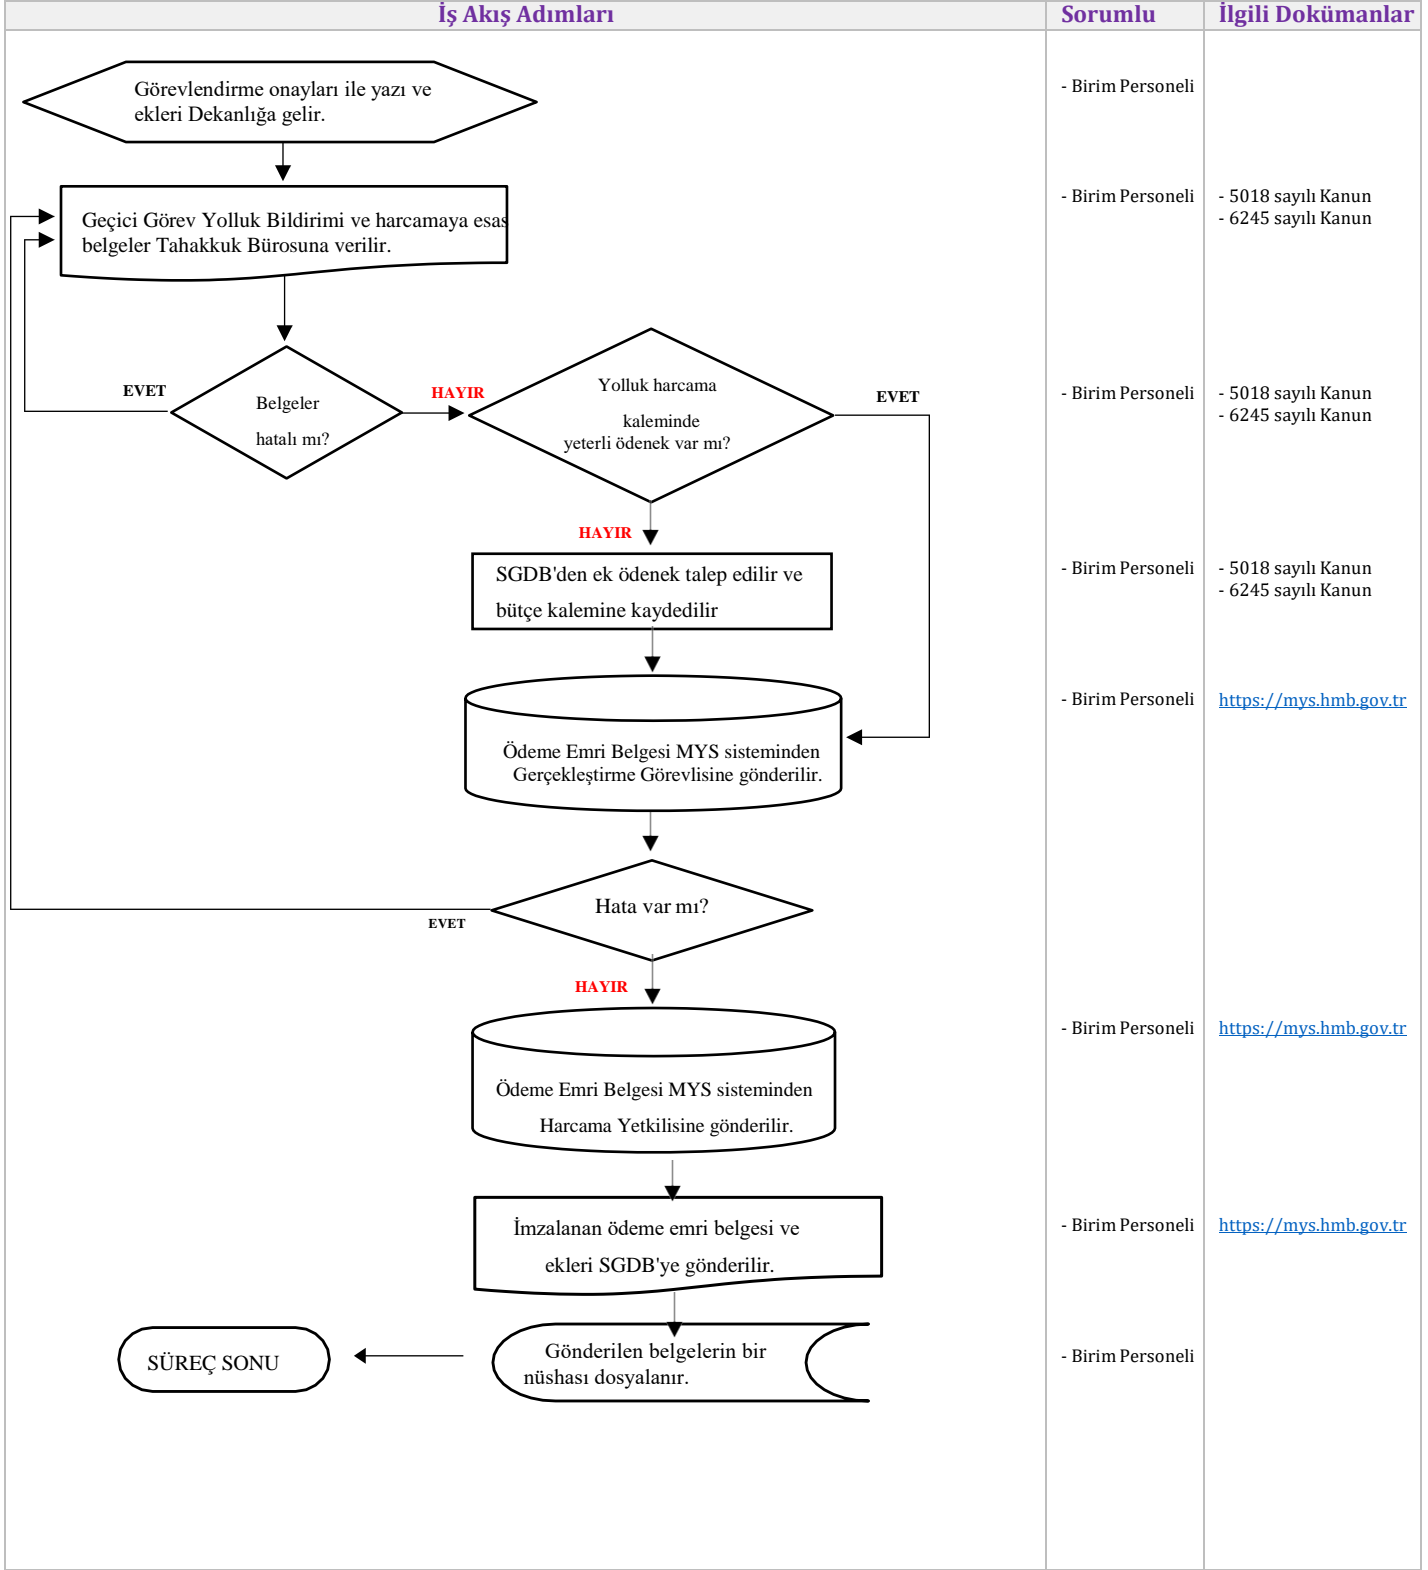 İş Akış Adımları
Sorumlu
İlgili Dokümanlar
Görevlendirme onayları ile yazı ve
ekleri Dekanlığa gelir.
- Birim Personeli
Geçici Görev Yolluk Bildirimi ve harcamaya esas
belgeler Tahakkuk Bürosuna verilir.
- Birim Personeli
- 5018 sayılı Kanun
- 6245 sayılı Kanun
EVET
Belgeler
hatalı mı?
HAYIR
Yolluk harcama
kaleminde
yeterli ödenek var mı?
EVET
- Birim Personeli
- 5018 sayılı Kanun
- 6245 sayılı Kanun
HAYIR
SGDB'den ek ödenek talep edilir ve
bütçe kalemine kaydedilir
- Birim Personeli
- 5018 sayılı Kanun
- 6245 sayılı Kanun
Ödeme Emri Belgesi MYS sisteminden
Gerçekleştirme Görevlisine gönderilir.
- Birim Personeli
https://mys.hmb.gov.tr
Hata var mı?
EVET
HAYIR
Ödeme Emri Belgesi MYS sisteminden
Harcama Yetkilisine gönderilir.
- Birim Personeli
https://mys.hmb.gov.tr
İmzalanan ödeme emri belgesi ve
ekleri SGDB'ye gönderilir.
- Birim Personeli
https://mys.hmb.gov.tr
Gönderilen belgelerin bir
nüshası dosyalanır.
- Birim Personeli
SÜREÇ SONU